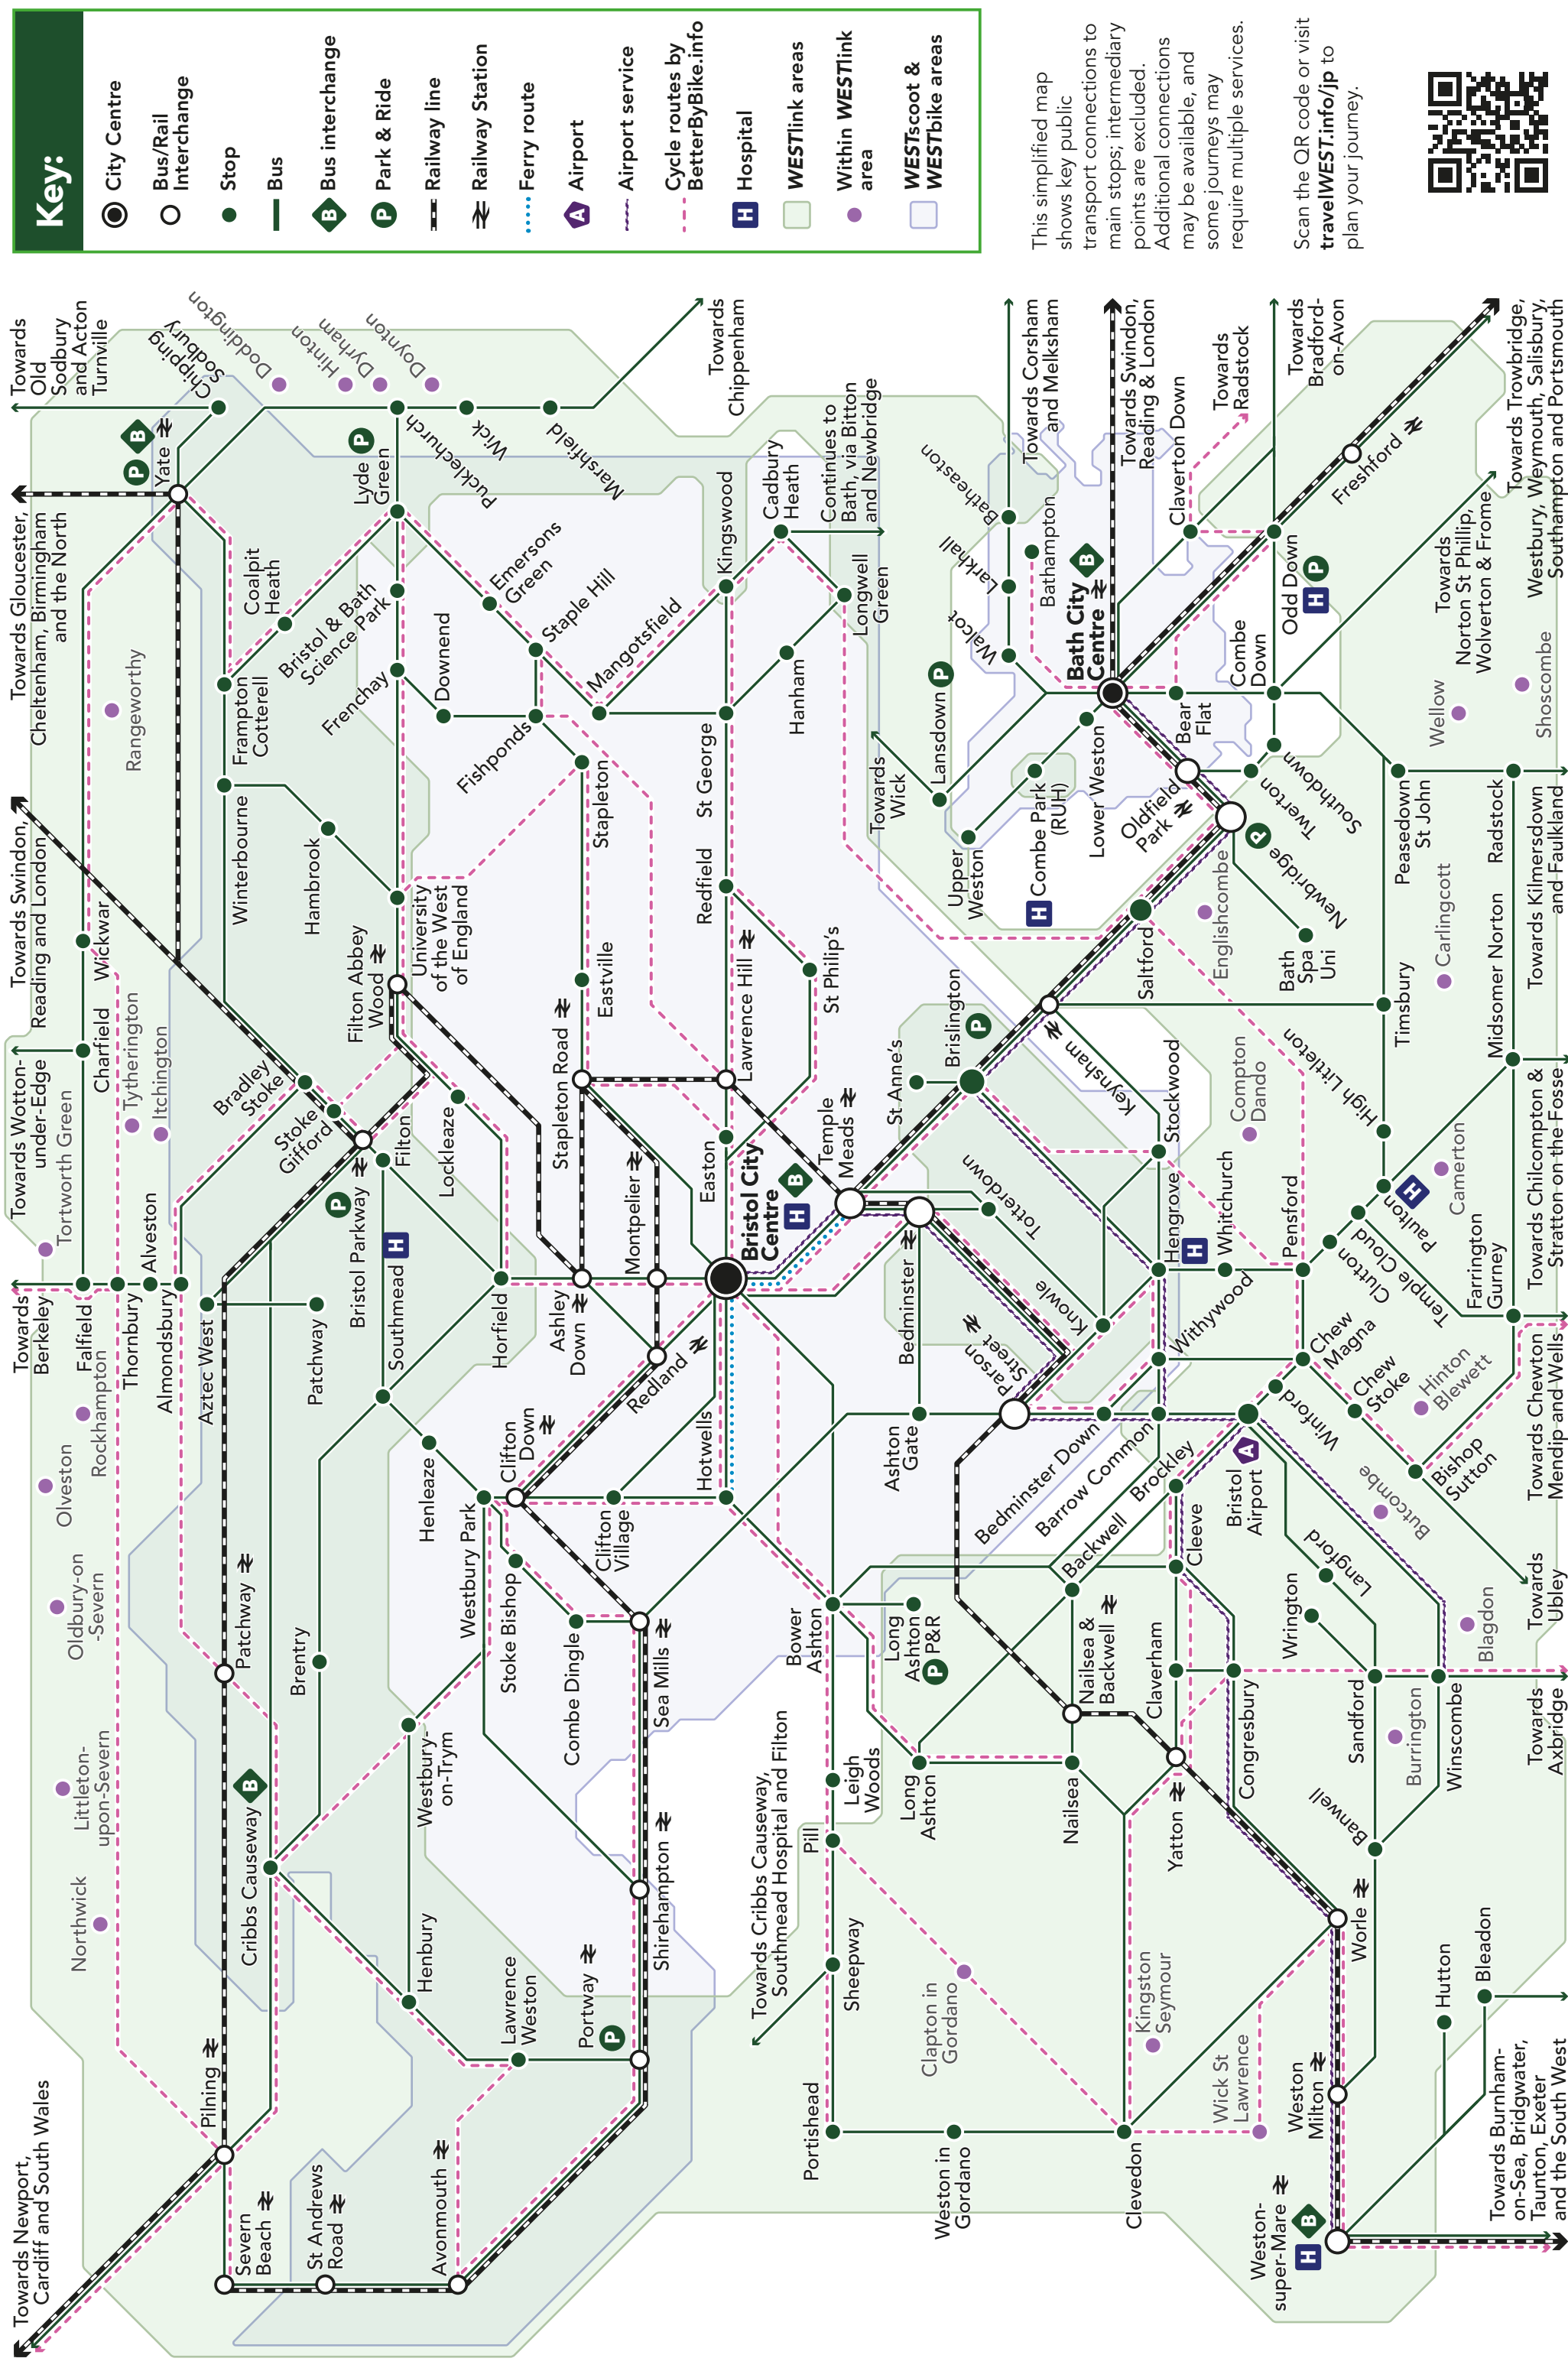 Key:
City Centre
Bus/Rail
Interchange
Stop
Bus
B
Bus interchange
P
Park & Ride
Railway line
Railway Station
Ferry route
A
Airport
Airport service
Cycle routes by
BetterByBike.info
H
Hospital
WESTlink areas
Within WESTlink
area
WESTscoot &
WESTbike areas
This simplified map
shows key public
transport connections to
main stops; intermediary
points are excluded.
Additional connections
may be available, and
some journeys may
require multiple services.
Scan the QR code or visit
travelWEST.info/jp to
plan your journey.
Towards Newport,
Cardiff and South Wales
Northwick
Littleton-
upon-Severn
Oldbury-on
-Severn
Olveston
Rockhampton
Towards
Berkeley
Falfield
Thornbury
Alveston
Almondsbury
Tortworth Green
Towards Wotton-
under-Edge
Charfield
Tytherington
Itchington
Wickwar
Towards Swindon,
Reading and London
Rangeworthy
Towards Gloucester,
Cheltenham, Birmingham
and the North
Towards
Old
Sodbury
and Acton
Turnville
P
B
Yate
Chipping
Sodbury
Doddington
Hinton
Dyrham
Doynton
Severn
Beach
St Andrews
Road
Avonmouth
Pilning
Cribbs Causeway
B
Patchway
Aztec West
Patchway
Brentry
Henbury
Lawrence
Weston
Portway
P
Shirehampton
Westbury-
on-Trym
Sea Mills
Combe Dingle
Stoke Bishop
Westbury Park
Henleaze
Clifton
Down
Clifton
Village
Hotwells
Redland
Southmead
H
Bristol Parkway
P
Filton
Stoke
Gifford
Bradley
Stoke
Horfield
Lockleaze
Ashley
Down
Montpelier
Stapleton Road
Filton Abbey
Wood
University
of the West
of England
Hambrook
Winterbourne
Frampton
Cotterell
Coalpit
Heath
Lyde
Green
P
Bristol & Bath
Science Park
Frenchay
Downend
Fishponds
Stapleton
Eastville
Pucklechurch
Wick
Marshfield
Towards
Chippenham
Emersons
Green
Staple Hill
Mangotsfield
Kingswood
Cadbury
Heath
Continues to
Bath, via Bitton
and Newbridge
Longwell
Green
Hanham
St George
Redfield
Lawrence Hill
St Philip's
Easton
Bristol City
Centre
H
B
Temple
Meads
St Anne's
Brislington
P
Bedminster
Totterdown
Knowle
Parson
Street
Ashton
Gate
Bedminster Down
Barrow Common
Hengrove
H
Stockwood
Whitchurch
Withywood
Pensford
Keynsham
Compton
Dando
Saltford
Englishcombe
Newbridge
P
Bath
Spa
Uni
Twerton
Southdown
Oldfield
Park
Lower Weston
H
Combe Park
(RUH)
Upper
Weston
Towards
Wick
Lansdown
P
Walcot
Larkhall
Batheaston
Bathampton
Towards Corsham
and Melksham
Bath City
Centre
B
Towards Swindon,
Reading & London
Bear
Flat
Combe
Down
Odd Down
H
P
Claverton Down
Towards
Radstock
Towards
Bradford-
on-Avon
Freshford
Towards Trowbridge,
Westbury, Weymouth, Salisbury,
Southampton and Portsmouth
Towards
Norton St Phillip,
Wolverton & Frome
Wellow
Shoscombe
Peasedown
St John
Radstock
Towards Kilmersdown
and Faulkland
Carlingcott
Midsomer Norton
Timsbury
High Littleton
Camerton
Paulton
H
Temple Cloud
Clutton
Farrington
Gurney
Towards Chilcompton &
Stratton-on the-Fosse
Towards Chewton
Mendip and Wells
Chew
Magna
Chew
Stoke
Hinton
Blewett
Bishop
Sutton
Winford
Towards
Ubley
Bristol
Airport
A
Butcombe
Blagdon
Langford
Wrington
Brockley
Backwell
Cleeve
Nailsea &
Backwell
Claverham
Congresbury
Sandford
Burrington
Winscombe
Towards
Axbridge
Banwell
Bower
Ashton
Long
Ashton
P&R
P
Leigh
Woods
Long
Ashton
Pill
Sheepway
Towards Cribbs Causeway,
Southmead Hospital and Filton
Portishead
Weston in
Gordano
Clapton in
Gordano
Clevedon
Kingston
Seymour
Nailsea
Yatton
Wick St
Lawrence
Worle
Weston
Milton
Weston-
super-Mare
H
B
Hutton
Bleadon
Towards Burnham-
on-Sea, Bridgwater,
Taunton, Exeter
and the South West